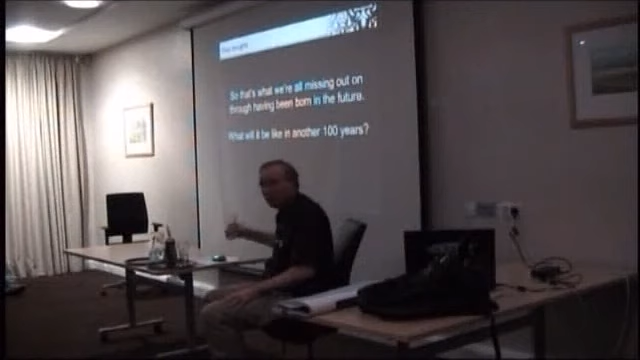 So that's what we're all missing out on
through having been born in the future.
What will it be like in another 100 years?